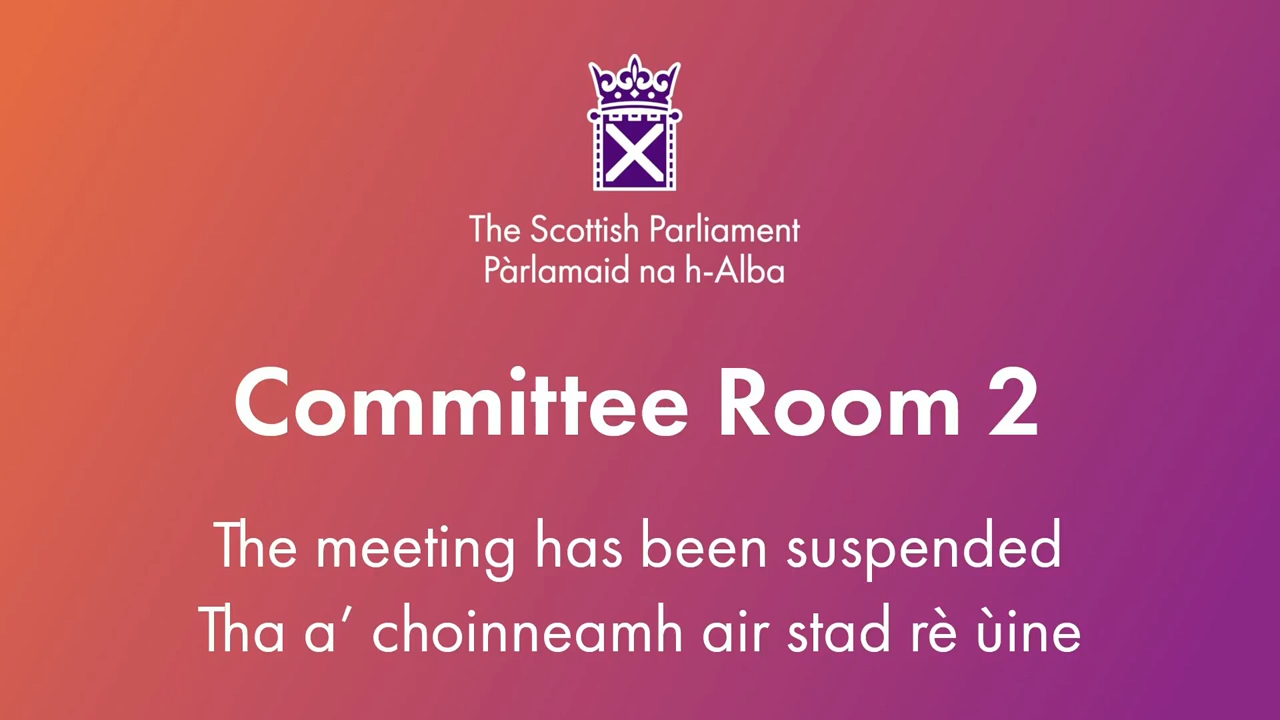 The Scottish Parliament
Pàrlamaid na h-Alba
Committee Room 2
The meeting has been suspended
Tha a’ choinneamh air stad rè ùine